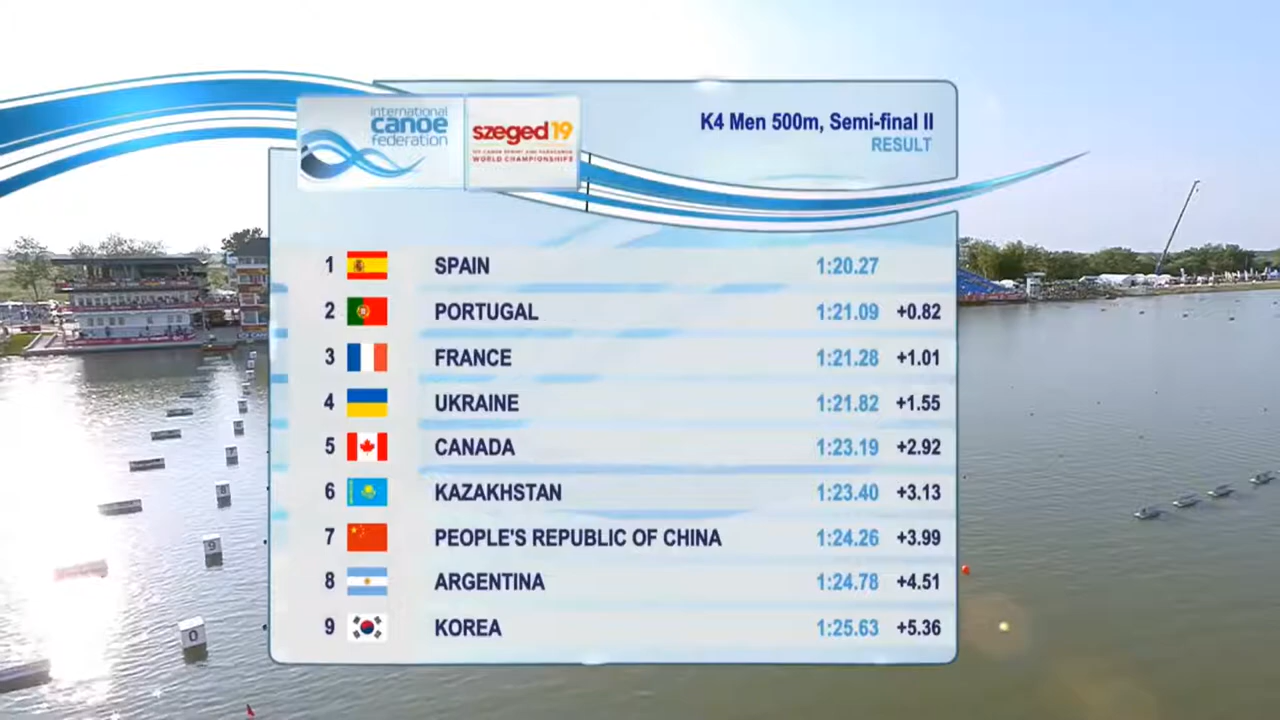 international
canoe
federation
szeged 19
ICF CANOE SPRINT AND PARACANOE
WORLD CHAMPIONSHIPS
K4 Men 500m, Semi-final II
RESULT
1 SPAIN 1:20.27
2 PORTUGAL 1:21.09 +0.82
3 FRANCE 1:21.28 +1.01
4 UKRAINE 1:21.82 +1.55
5 CANADA 1:23.19 +2.92
6 KAZAKHSTAN 1:23.40 +3.13
7 PEOPLE'S REPUBLIC OF CHINA 1:24.26 +3.99
8 ARGENTINA 1:24.78 +4.51
9 KOREA 1:25.63 +5.36
9
0